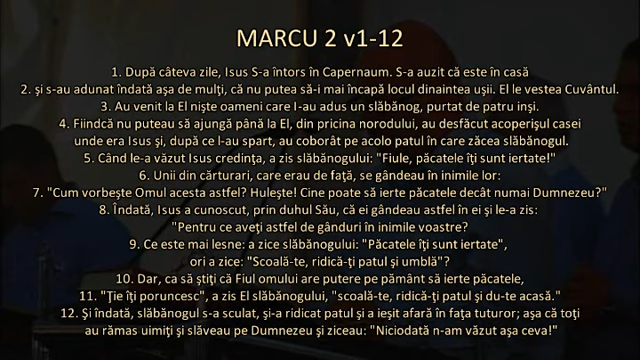 MARCU 2 v1-12
1. După câteva zile, Isus S-a întors în Capernaum. S-a auzit că este în casă
2. şi s-au adunat îndată aşa de mulţi, că nu putea să-i mai încapă locul dinaintea uşii. El le vestea Cuvântul.
3. Au venit la El nişte oameni care I-au adus un slăbănog, purtat de patru inşi.
4. Fiindcă nu puteau să ajungă până la El, din pricina norodului, au desfăcut acoperişul casei
unde era Isus şi, după ce l-au spart, au coborât pe acolo patul în care zăcea slăbănogul.
5. Când le-a văzut Isus credinţa, a zis slăbănogului: "Fiule, păcatele îţi sunt iertate!"
6. Unii din cărturari, care erau de faţă, se gândeau în inimile lor:
7. "Cum vorbeşte Omul acesta astfel? Huleşte! Cine poate să ierte păcatele decât numai Dumnezeu?"
8. Îndată, Isus a cunoscut, prin duhul Său, că ei gândeau astfel în ei şi le-a zis:
"Pentru ce aveţi astfel de gânduri în inimile voastre?
9. Ce este mai lesne: a zice slăbănogului: "Păcatele îţi sunt iertate",
ori a zice: "Scoală-te, ridică-ţi patul şi umblă"?
10. Dar, ca să ştiţi că Fiul omului are putere pe pământ să ierte păcatele,
11. "Ţie îţi poruncesc", a zis El slăbănogului, "scoală-te, ridică-ţi patul şi du-te acasă."
12. Şi îndată, slăbănogul s-a sculat, şi-a ridicat patul şi a ieşit afară în faţa tuturor; aşa că toţi
au rămas uimiţi şi slăveau pe Dumnezeu şi ziceau: "Niciodată n-am văzut aşa ceva!"